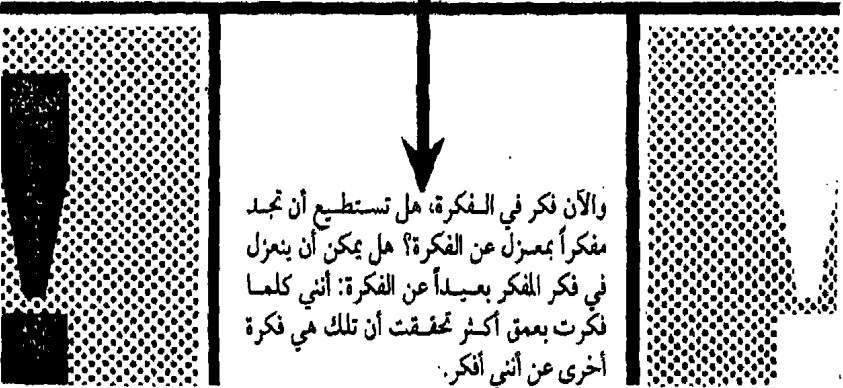 والآن فكر في الفكرة، هل تستطيع أن تجد
مفكراً بمعزل عن الفكرة؟ هل يمكن أن ينعزل
في فكر المفكر بعيداً عن الفكرة: أنني كلما
فكرت بعمق أكثر تحققت أن تلك هي فكرة
أخرى عن أنني أفكر.